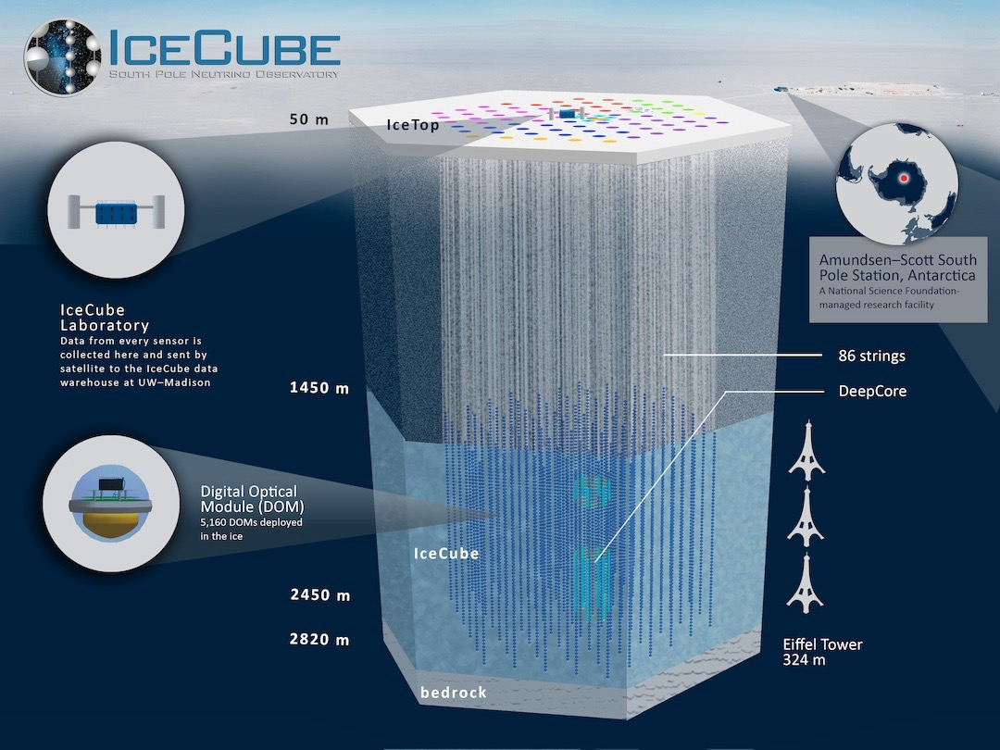 IceCube
South Pole Neutrino Observatory
50 m
IceTop
Amundsen–Scott South
Pole Station, Antarctica
A National Science Foundation-
managed research facility
IceCube
Laboratory
Data from every sensor is
collected here and sent by
satellite to the IceCube data
warehouse at UW–Madison
86 strings
1450 m
DeepCore
Digital Optical
Module (DOM)
5,160 DOMs deployed
in the ice
IceCube
2450 m
2820 m
Eiffel Tower
324 m
bedrock